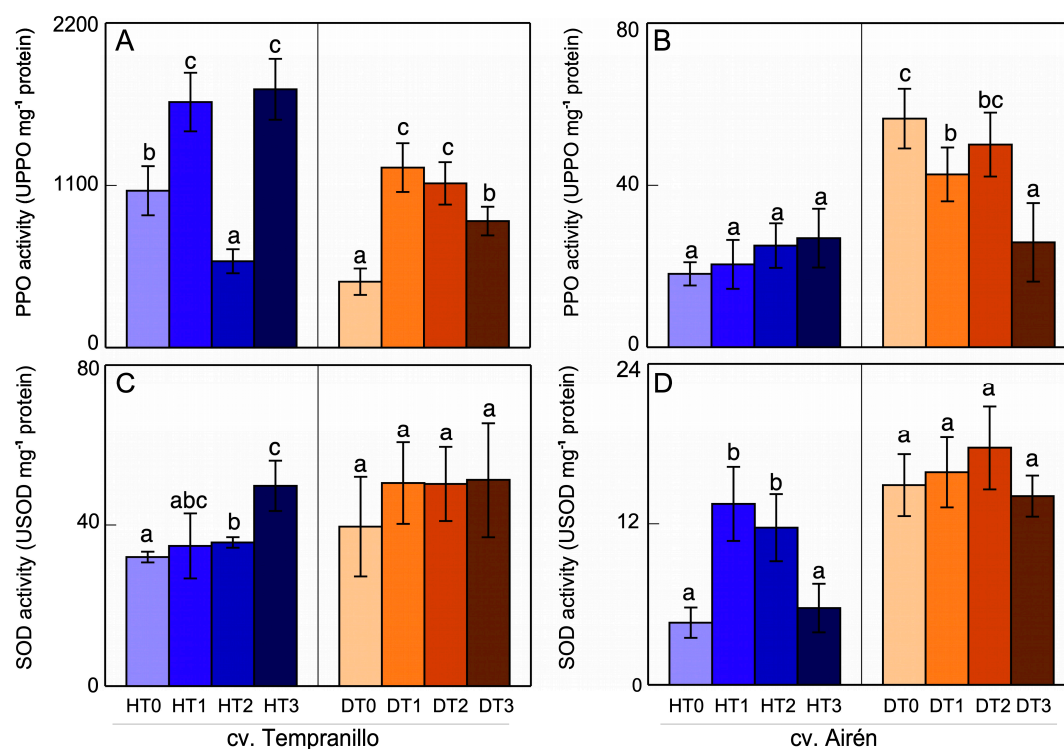 A
PPO activity (UPPO mg⁻¹ protein)
2200
1100
0
b
c
a
c
a
c
c
b
B
PPO activity (UPPO mg⁻¹ protein)
80
40
0
a
a
a
a
c
b
bc
a
C
SOD activity (USOD mg⁻¹ protein)
80
40
0
a
abc
b
c
a
a
a
a
HT0 HT1 HT2 HT3 DT0 DT1 DT2 DT3
cv. Tempranillo
D
SOD activity (USOD mg⁻¹ protein)
24
12
0
a
b
b
a
a
a
a
a
HT0 HT1 HT2 HT3 DT0 DT1 DT2 DT3
cv. Airén